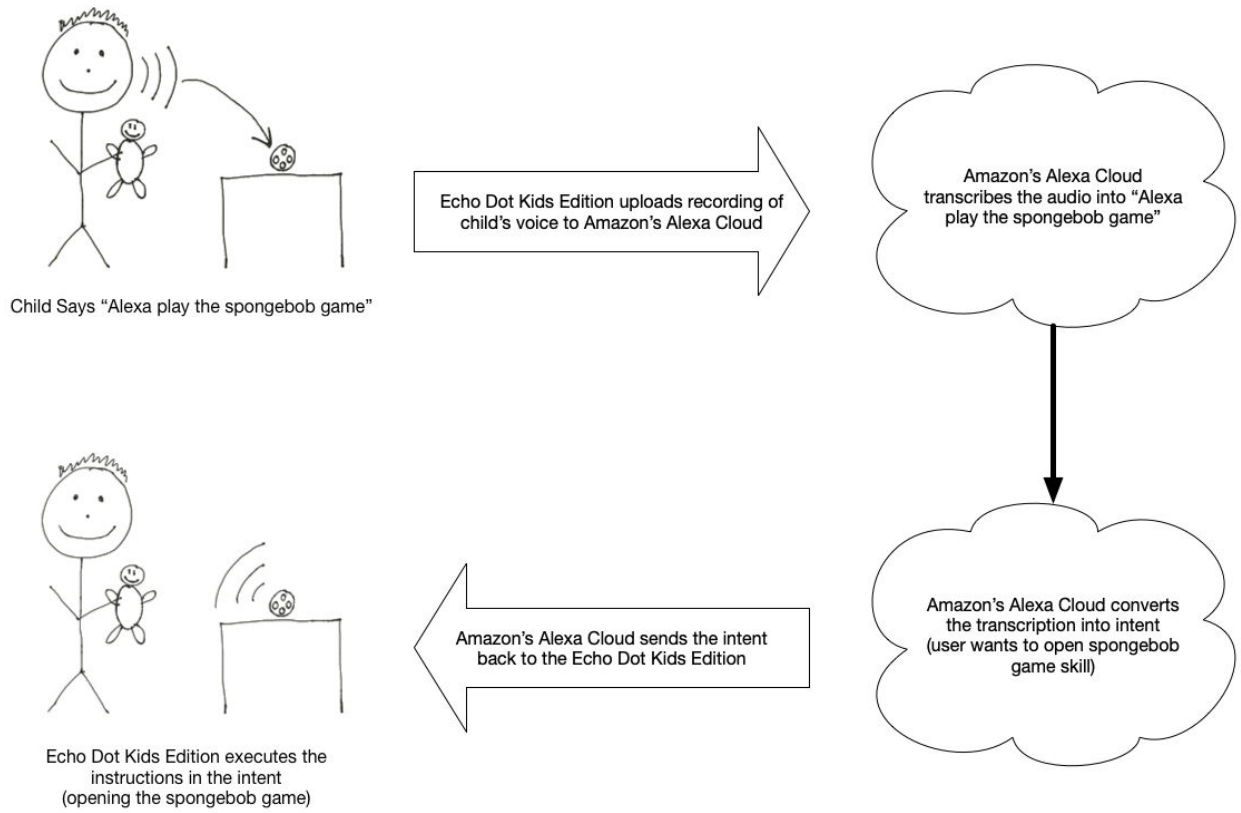 Child Says “Alexa play the spongebob game”
Echo Dot Kids Edition uploads recording of
child’s voice to Amazon’s Alexa Cloud
Amazon’s Alexa Cloud
transcribes the audio into “Alexa
play the spongebob game”
Amazon’s Alexa Cloud converts
the transcription into intent
(user wants to open spongebob
game skill)
Amazon’s Alexa Cloud sends the intent
back to the Echo Dot Kids Edition
Echo Dot Kids Edition executes the
instructions in the intent
(opening the spongebob game)